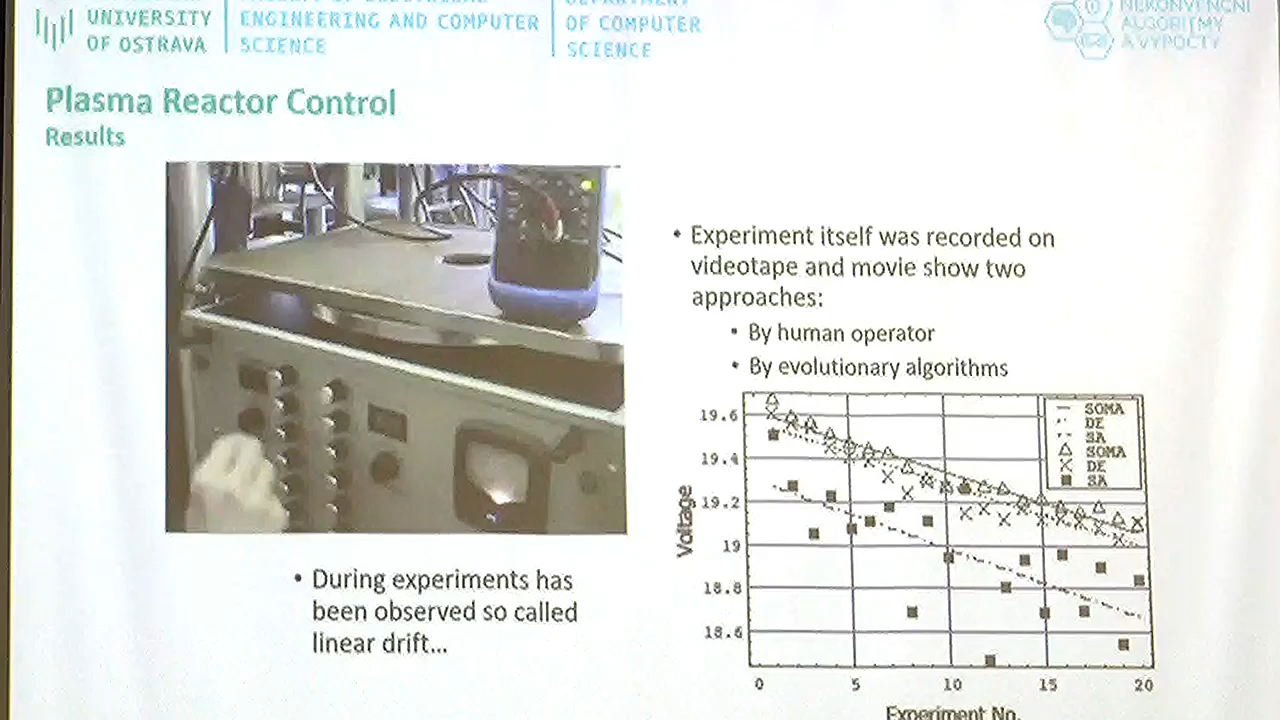 UNIVERSITY
OF OSTRAVA
ENGINEERING AND COMPUTER
SCIENCE
OF COMPUTER
SCIENCE
NEKONVENČNÍ
ALGORITMY
A VÝPOČTY
Plasma Reactor Control
Results
• Experiment itself was recorded on
videotape and movie show two
approaches:
• By human operator
• By evolutionary algorithms
• During experiments has
been observed so called
linear drift...
Voltage
19.6
19.4
19.2
19
18.8
18.6
SOMA
DE
SA
SOMA
DE
SA
0 5 10 15 20
Experiment No.